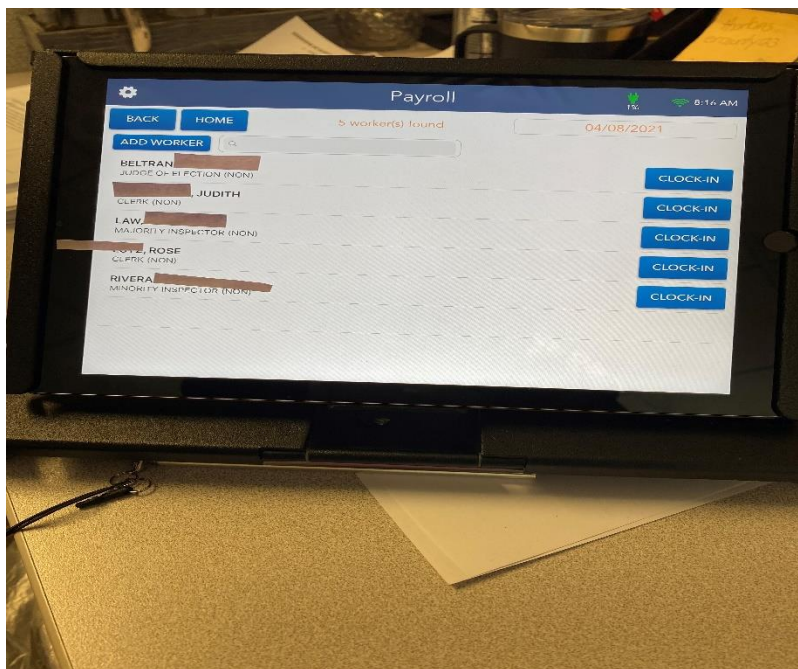 Payroll
1%
8:16 AM
BACK
HOME
5 worker(s) found
04/08/2021
ADD WORKER
BELTRAN
JUDGE OF ELECTION (NON)
CLOCK-IN
, JUDITH
CLERK (NON)
CLOCK-IN
LAW,
MAJORITY INSPECTOR (NON)
CLOCK-IN
, ROSE
CLERK (NON)
CLOCK-IN
RIVERA
MINORITY INSPECTOR (NON)
CLOCK-IN